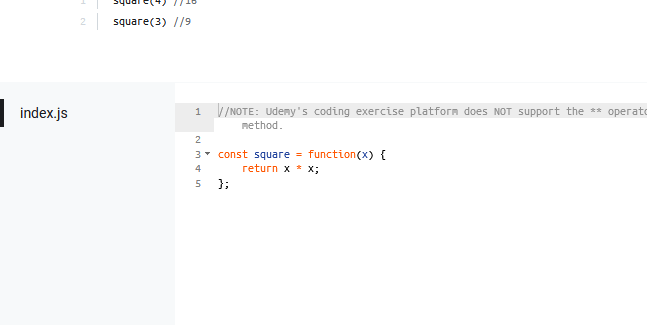 1 square(4) //16
2 square(3) //9
index.js
1 //NOTE: Udemy's coding exercise platform does NOT support the ** operato
method.
2
3 const square = function(x) {
4 return x * x;
5 };